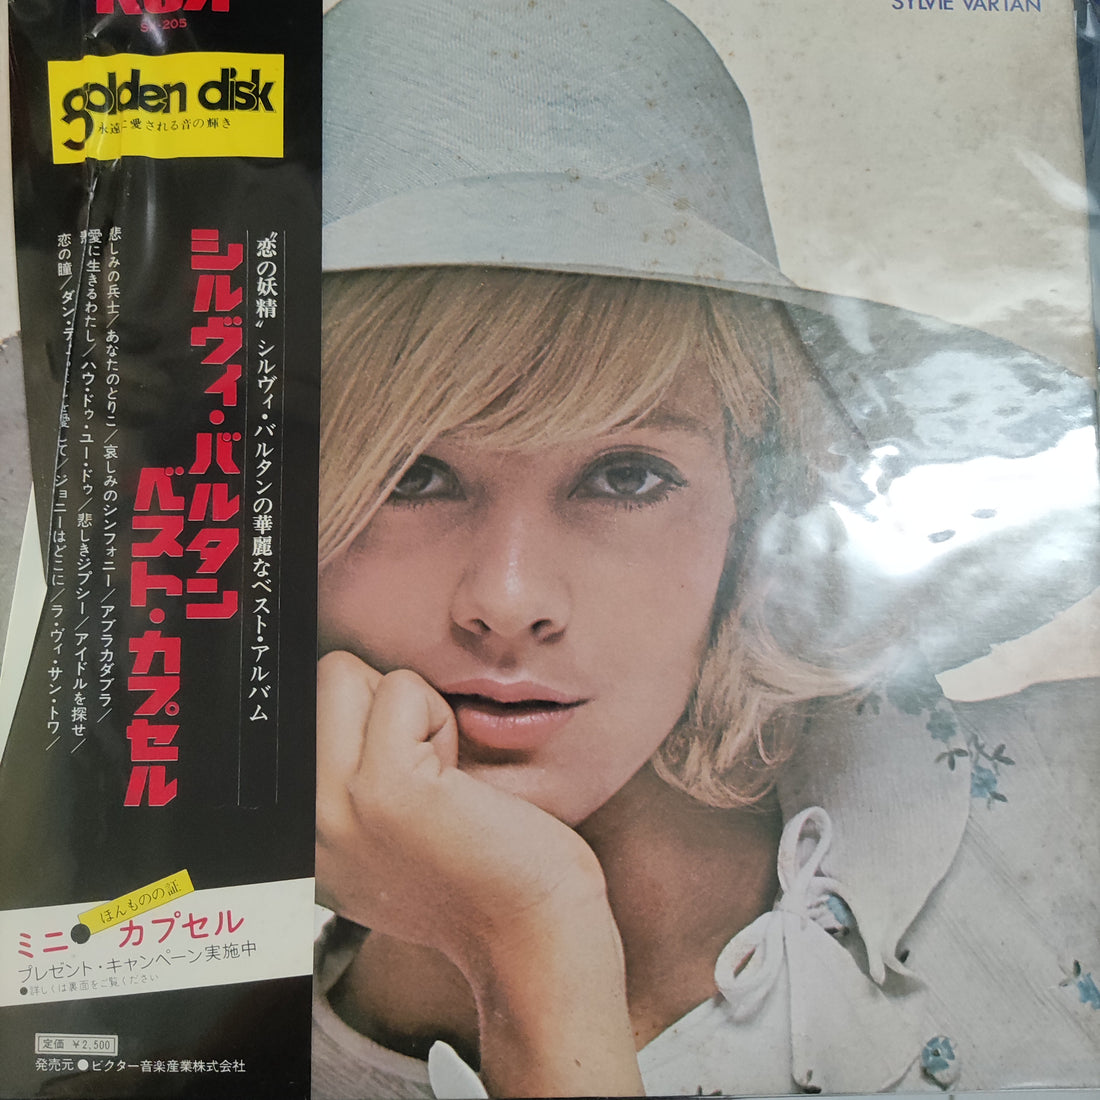 SX-205
SYLVIE VARTAN
golden disk
永遠に愛される音の輝き
"恋の妖精" シルヴィ・バルタンの華麗なベスト・アルバム
シルヴィ・バルタン
ベスト・カプセル
悲しみの兵士／あなたのとりこ／哀しみのシンフォニー／アブラカダブラ／
愛に生きるわたし／ハウ・ドゥ・ユー・ドゥ／悲しきジプシー／アイドルを探せ／
恋の瞳／ダン・ して／ジョニーはどこに／ラ・ヴィ・サン・トワ／
ほんものの証
ミニ・カプセル
プレゼント・キャンペーン実施中
●詳しくは裏面をご覧ください
定価 ￥2,500
発売元●ビクター音楽産業株式会社